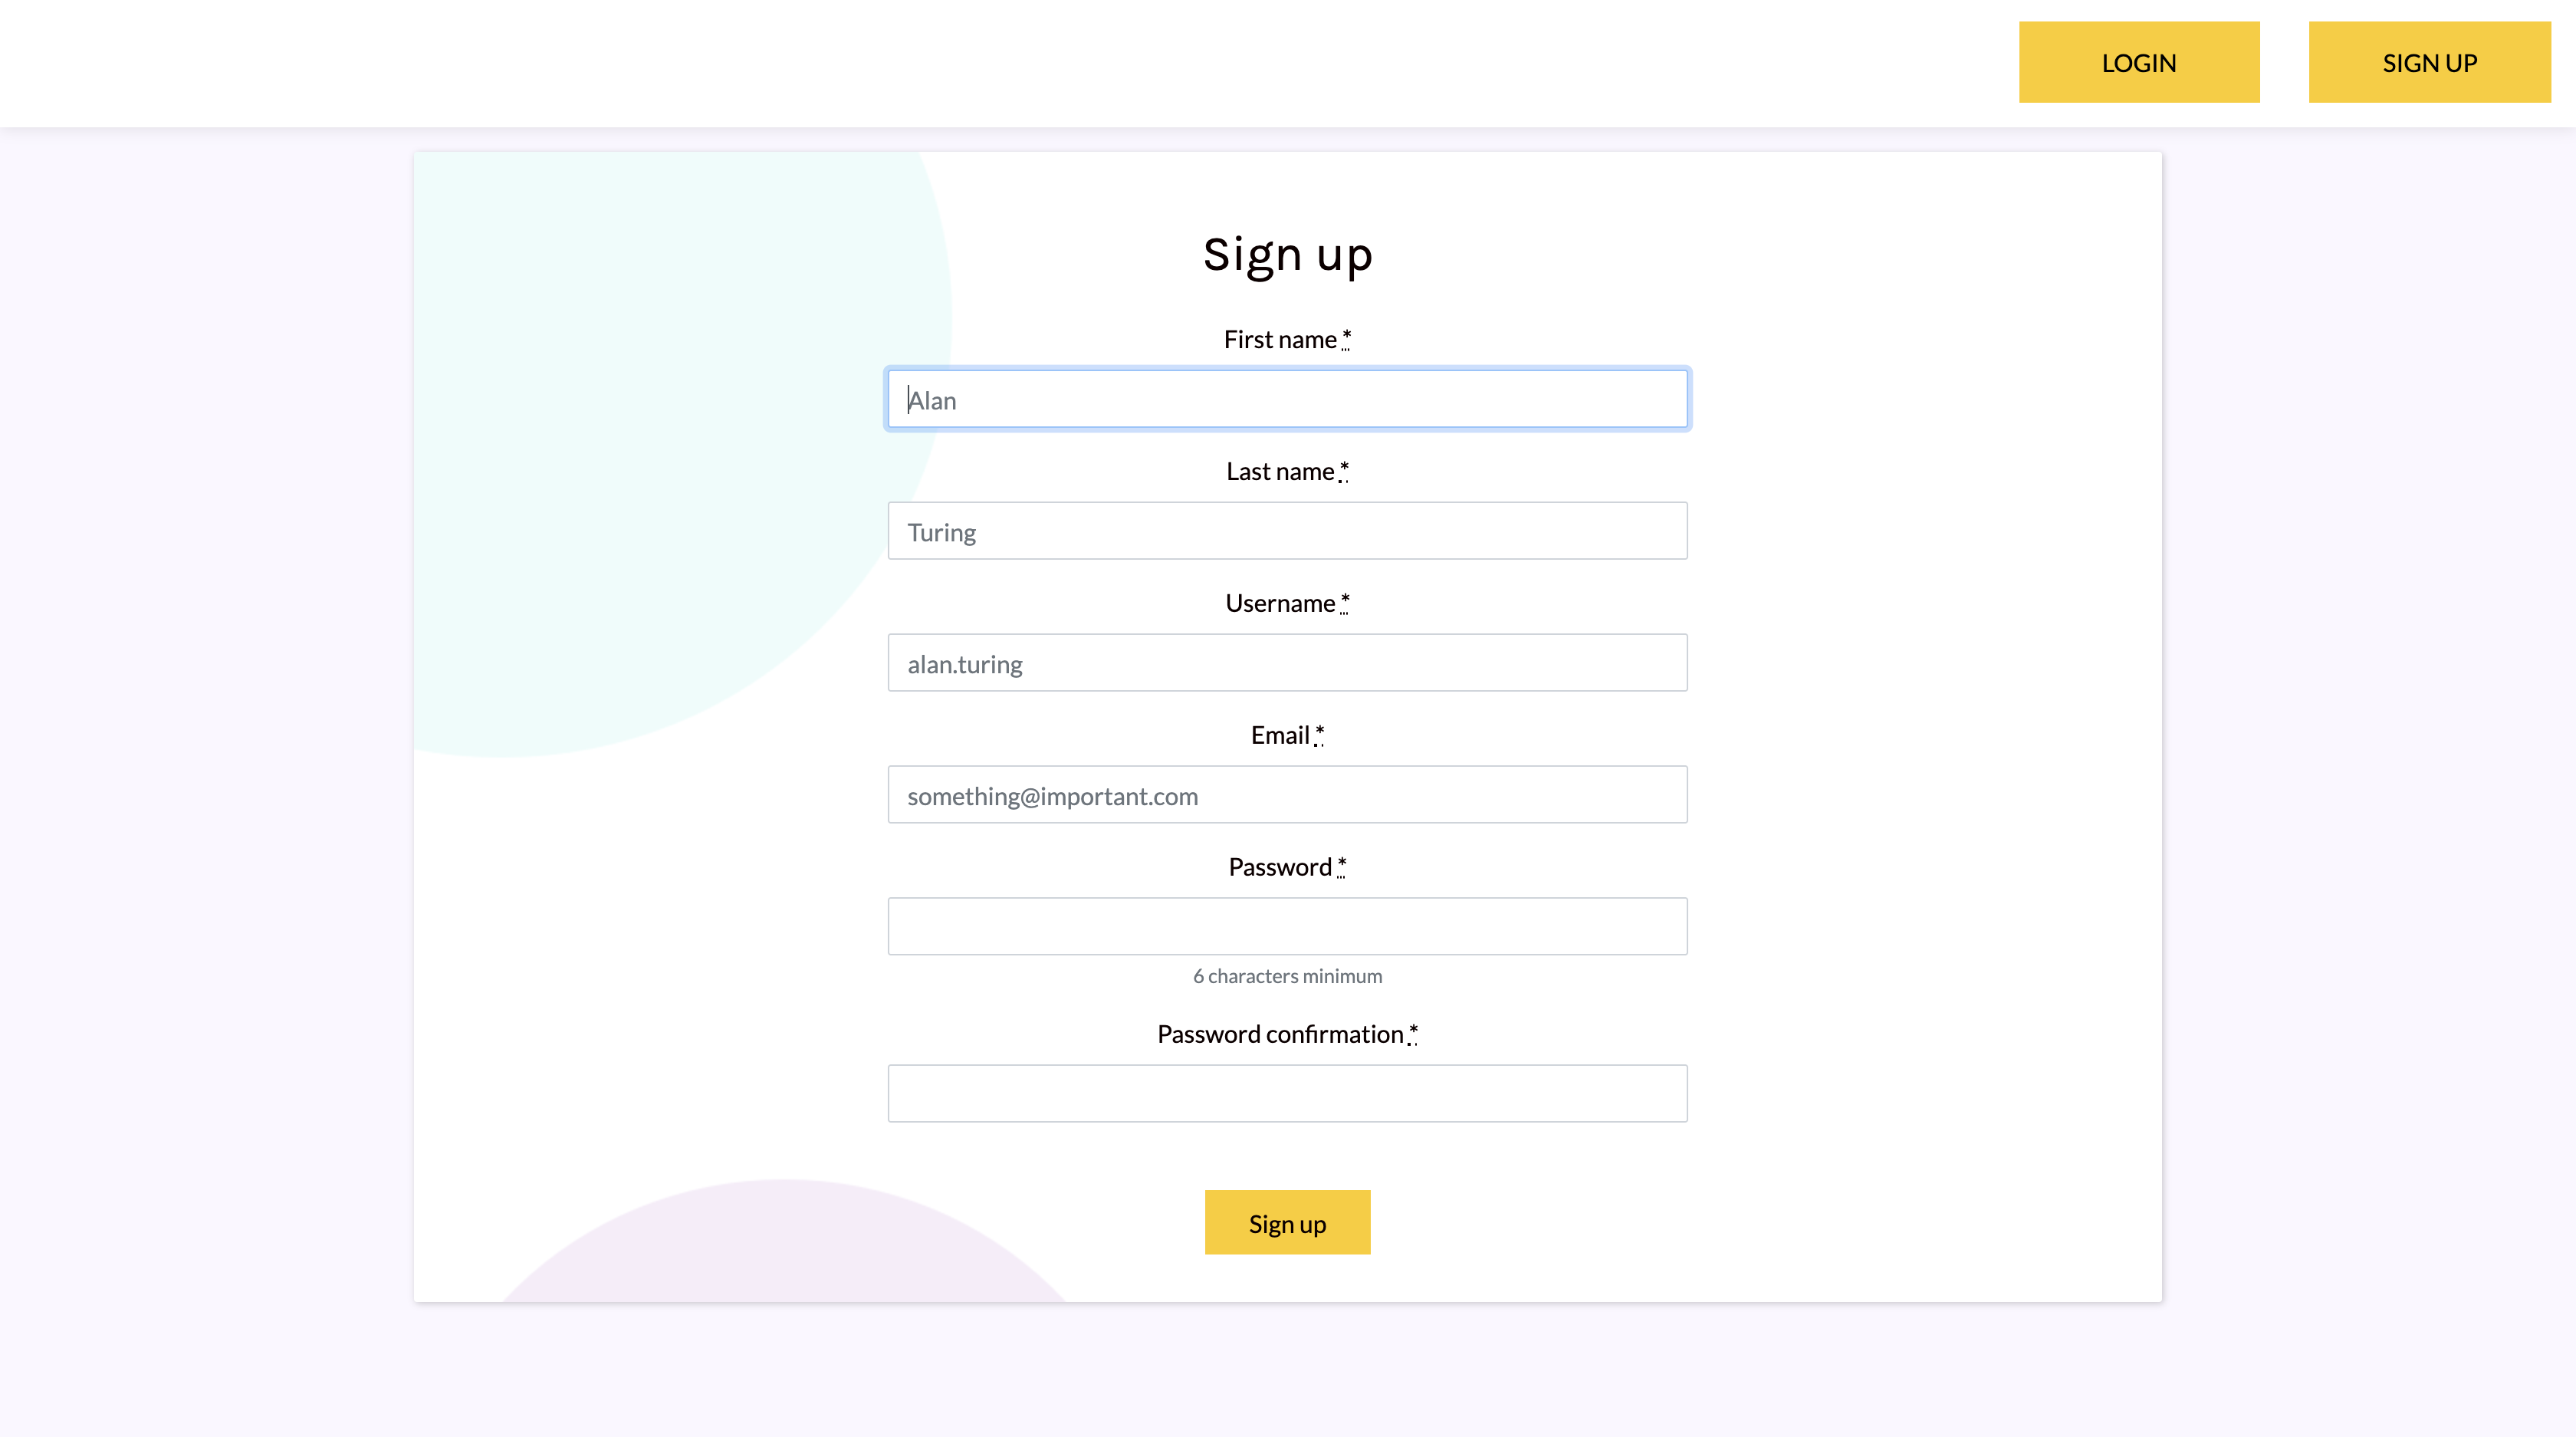 LOGIN
SIGN UP
Sign up
First name *
Alan
Last name *
Turing
Username *
alan.turing
Email *
something@important.com
Password *
6 characters minimum
Password confirmation *
Sign up